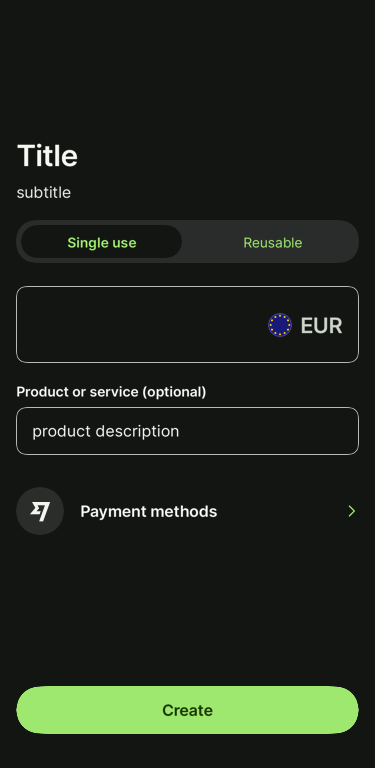 Title
subtitle
Single use
Reusable
EUR
Product or service (optional)
product description
Payment methods
Create